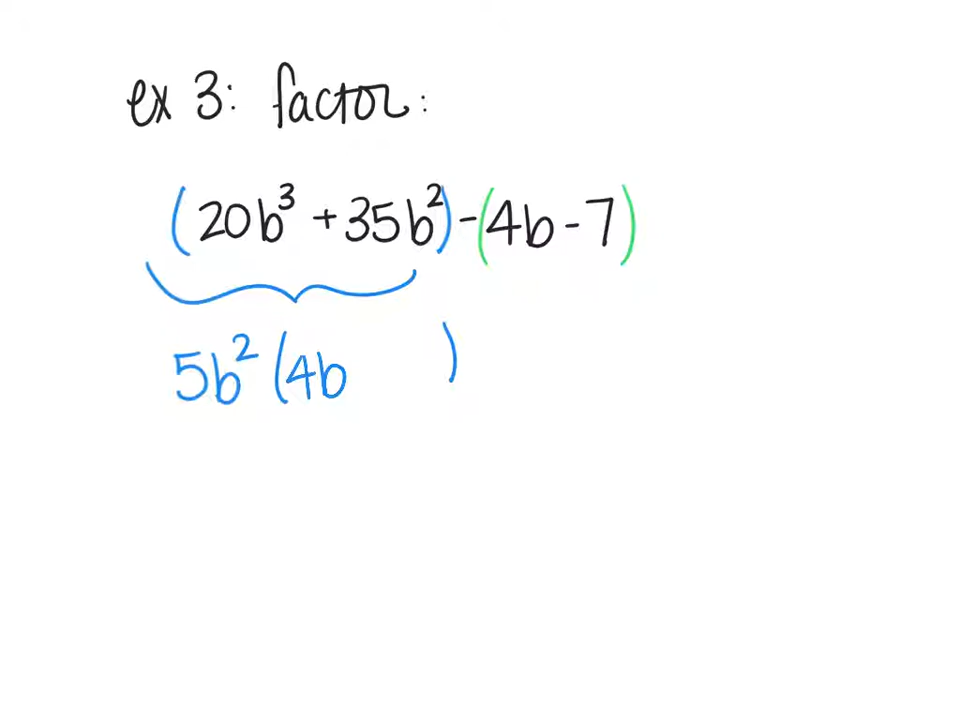 ex 3: factor:
(20b³ + 35b²) - (4b - 7)
5b² (4b )